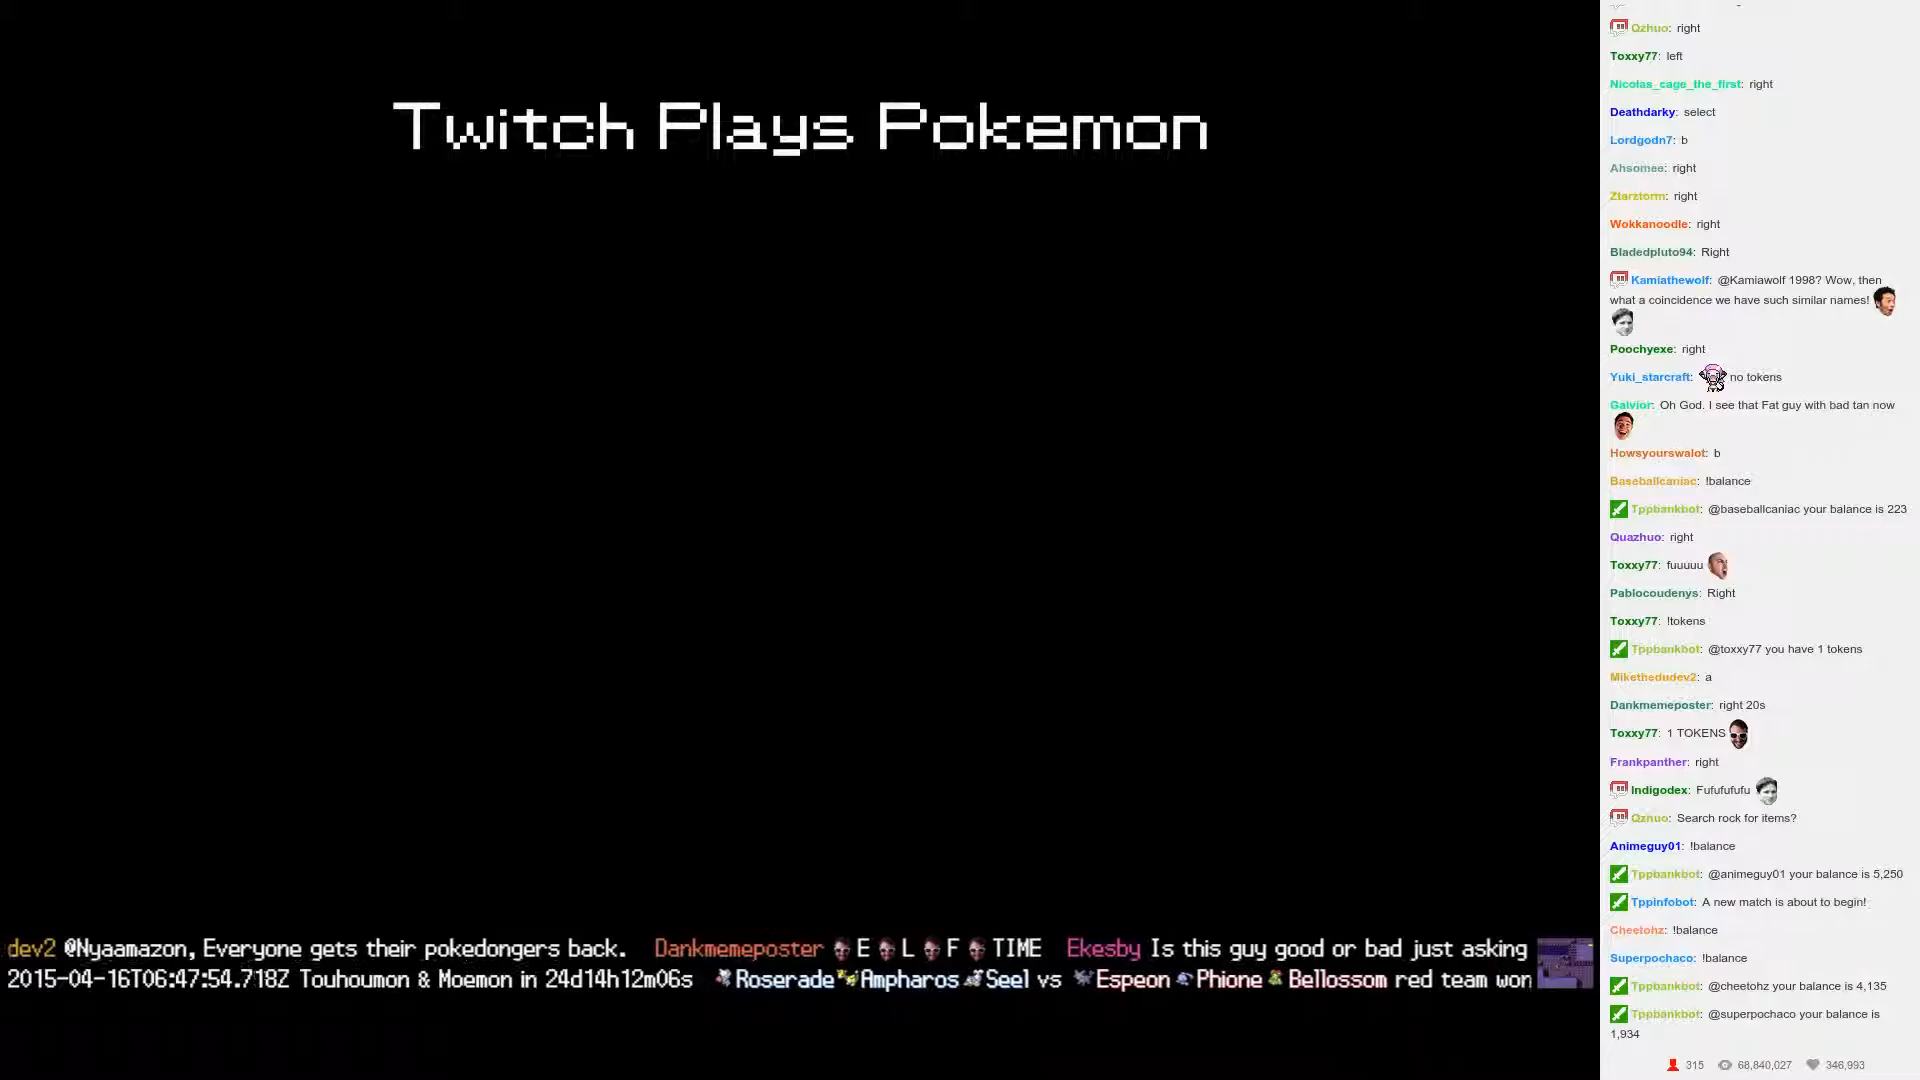 Twitch Plays Pokemon
dev2 @Nyaamazon, Everyone gets their pokedongers back. Dankmemeposter E L F TIME Ekesby Is this guy good or bad just asking
2015-04-16T06:47:54.718Z Touhoumon & Moemon in 24d14h12m06s Roserade Ampharos Seel vs Espeon Phione Bellossom red team won
Qzhuo: right
Toxxy77: left
Nicolas_cage_the_first: right
Deathdarky: select
Lordgodn7: b
Ahsomee: right
Ztarztorm: right
Wokkanoodle: right
Bladedpluto94: Right
Kamiathewolf: @Kamiawolf 1998? Wow, then
what a coincidence we have such similar names!
Poochyexe: right
Yuki_starcraft: no tokens
Galvior: Oh God. I see that Fat guy with bad tan now
Howsyourswalot: b
Baseballcaniac: !balance
Tppbankbot: @baseballcaniac your balance is 223
Quazhuo: right
Toxxy77: fuuuuu
Pablocoudenys: Right
Toxxy77: !tokens
Tppbankbot: @toxxy77 you have 1 tokens
Mikethedudev2: a
Dankmemeposter: right 20s
Toxxy77: 1 TOKENS
Frankpanther: right
Indigodex: Fufufufufu
Qznuo: Search rock for items?
Animeguy01: !balance
Tppbankbot: @animeguy01 your balance is 5,250
Tppinfobot: A new match is about to begin!
Cheetohz: !balance
Superpochaco: !balance
Tppbankbot: @cheetohz your balance is 4,135
Tppbankbot: @superpochaco your balance is
1,934
315 68,840,027 346,993